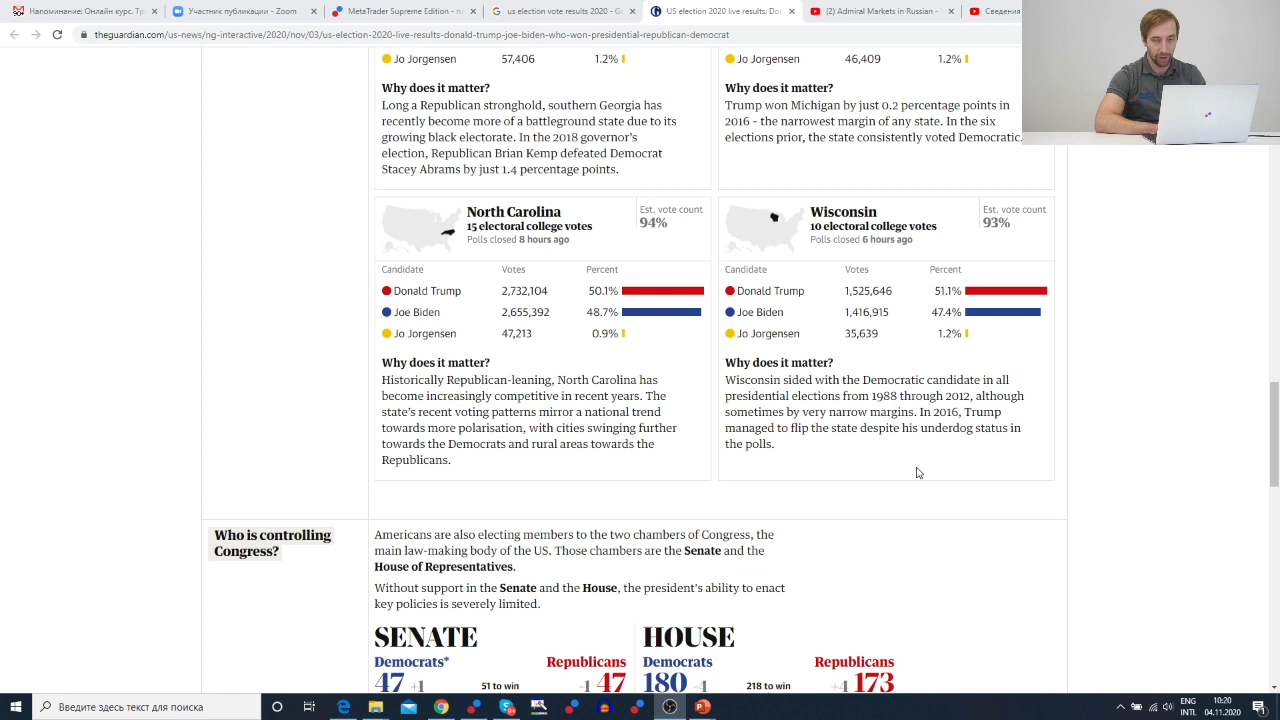 Напоминание: Онлайн курс. Тр
Участник публикации - Zoom
MetaTrader Supreme Edition - п
us election vote results 2020 - Go
US election 2020 live results: Don
(2) Admiral Markets in Russian -
Сведения
theguardian.com/us-news/ng-interactive/2020/nov/03/us-election-2020-live-results-donald-trump-joe-biden-who-won-presidential-republican-democrat
Jo Jorgensen 57,406 1.2%
Jo Jorgensen 46,409 1.2%
Why does it matter?
Long a Republican stronghold, southern Georgia has
recently become more of a battleground state due to its
growing black electorate. In the 2018 governor's
election, Republican Brian Kemp defeated Democrat
Stacey Abrams by just 1.4 percentage points.
Why does it matter?
Trump won Michigan by just 0.2 percentage points in
2016 – the narrowest margin of any state. In the six
elections prior, the state consistently voted Democratic.
North Carolina
15 electoral college votes
Polls closed 8 hours ago
Est. vote count
94%
Candidate Votes Percent
Donald Trump 2,732,104 50.1%
Joe Biden 2,655,392 48.7%
Jo Jorgensen 47,213 0.9%
Why does it matter?
Historically Republican-leaning, North Carolina has
become increasingly competitive in recent years. The
state's recent voting patterns mirror a national trend
towards more polarisation, with cities swinging further
towards the Democrats and rural areas towards the
Republicans.
Wisconsin
10 electoral college votes
Polls closed 6 hours ago
Est. vote count
93%
Candidate Votes Percent
Donald Trump 1,525,646 51.1%
Joe Biden 1,416,915 47.4%
Jo Jorgensen 35,639 1.2%
Why does it matter?
Wisconsin sided with the Democratic candidate in all
presidential elections from 1988 through 2012, although
sometimes by very narrow margins. In 2016, Trump
managed to flip the state despite his underdog status in
the polls.
Who is controlling
Congress?
Americans are also electing members to the two chambers of Congress, the
main law-making body of the US. Those chambers are the Senate and the
House of Representatives.
Without support in the Senate and the House, the president's ability to enact
key policies is severely limited.
SENATE
Democrats* Republicans
47 +1 51 to win -1 47
HOUSE
Democrats Republicans
180 -4 218 to win +4 173
Введите здесь текст для поиска
ENG
INTL
10:20
04.11.2020